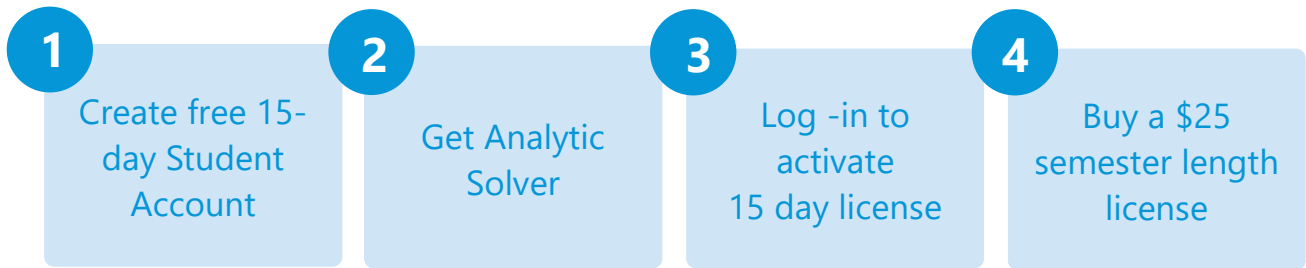 1
Create free 15-
day Student
Account
2
Get Analytic
Solver
3
Log -in to
activate
15 day license
4
Buy a $25
semester length
license